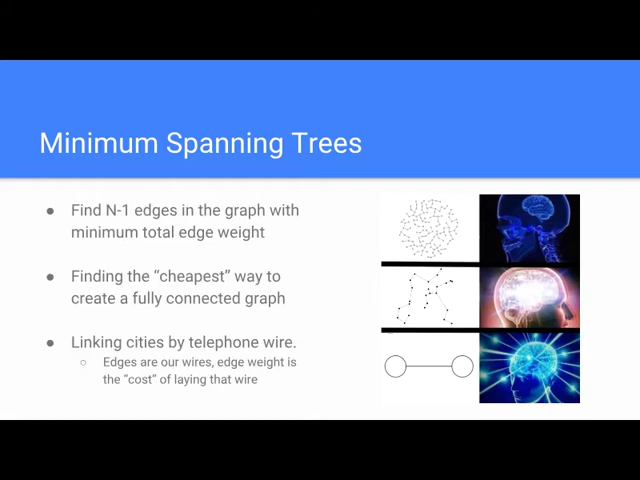 Minimum Spanning Trees
● Find N-1 edges in the graph with
minimum total edge weight
● Finding the “cheapest” way to
create a fully connected graph
● Linking cities by telephone wire.
○ Edges are our wires, edge weight is
the “cost” of laying that wire